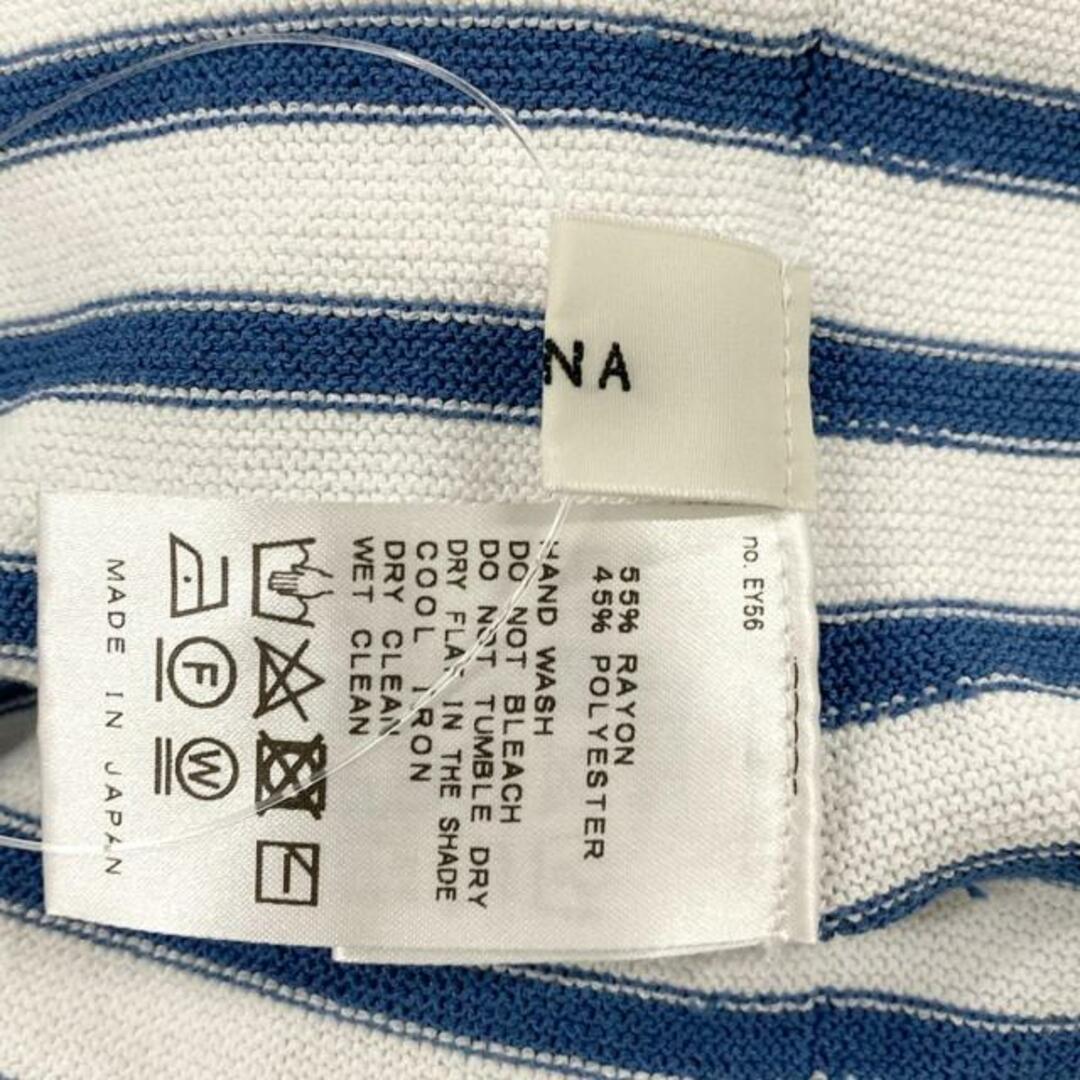 NA
no. EY56
55% RAYON
45% POLYESTER
HAND WASH
DO NOT BLEACH
DO NOT TUMBLE DRY
DRY FLAT IN THE SHADE
COOL IRON
DRY CLEAN
WET CLEAN
F
W
MADE IN JAPAN